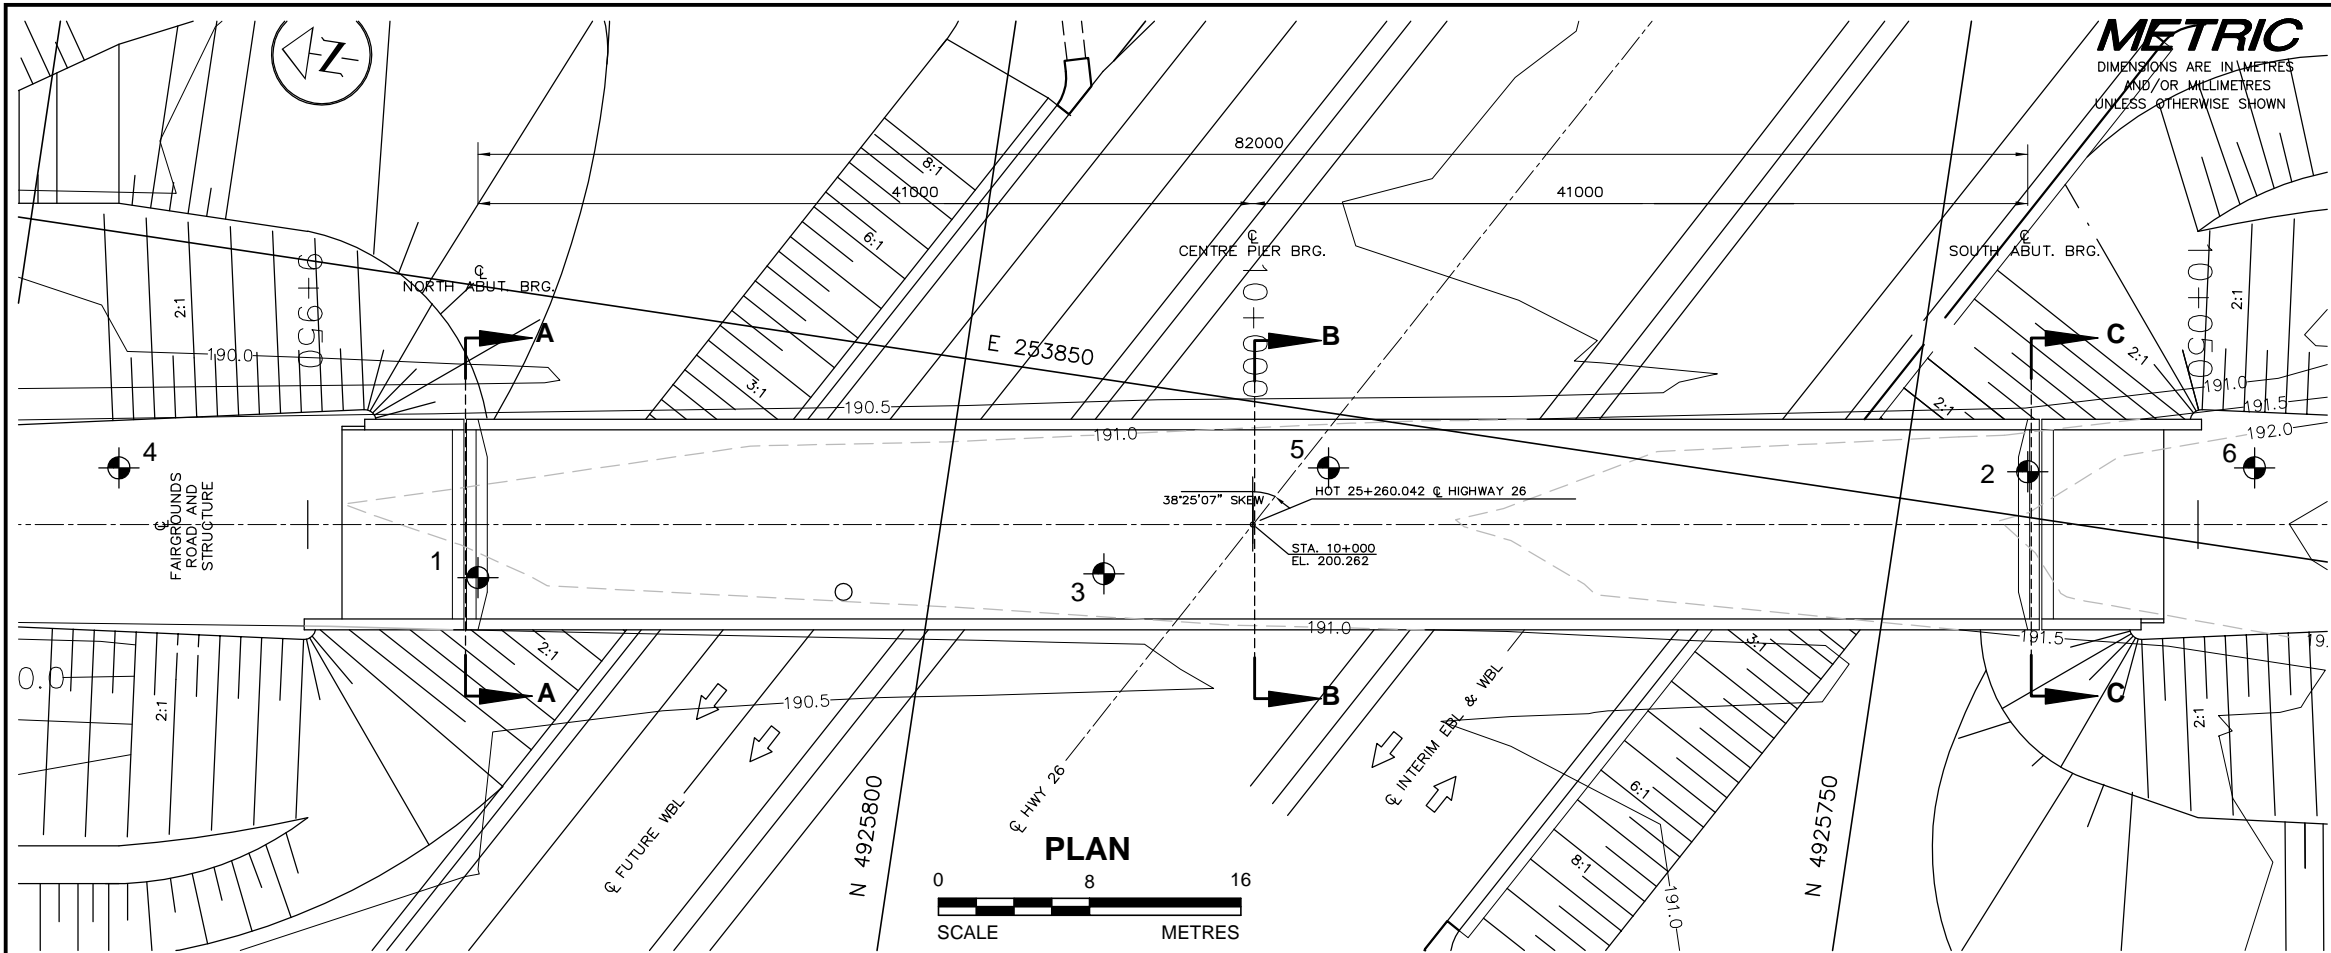 METRIC
DIMENSIONS ARE IN METRES
AND/OR MILLIMETRES
UNLESS OTHERWISE SHOWN
N
82000
41000
41000
8:1
6:1
3:1
℄
NORTH ABUT. BRG.
℄
CENTRE PIER BRG.
℄
SOUTH ABUT. BRG.
9+950
10+000
10+050
2:1
2:1
2:1
2:1
A
B
C
E 253850
190.0
190.5
191.0
191.0
191.5
192.0
4
5
2
6
1
3
℄
FAIRGROUNDS
ROAD AND
STRUCTURE
38°25'07" SKEW
HOT 25+260.042 ℄ HIGHWAY 26
STA. 10+000
EL. 200.262
191.0
191.5
19.
0.0
2:1
2:1
3:1
2:1
A
B
C
190.5
℄ FUTURE WBL
℄ HWY 26
℄ INTERIM EBL & WBL
6:1
8:1
191.0
N 4925800
N 4925750
PLAN
0 8 16
SCALE METRES